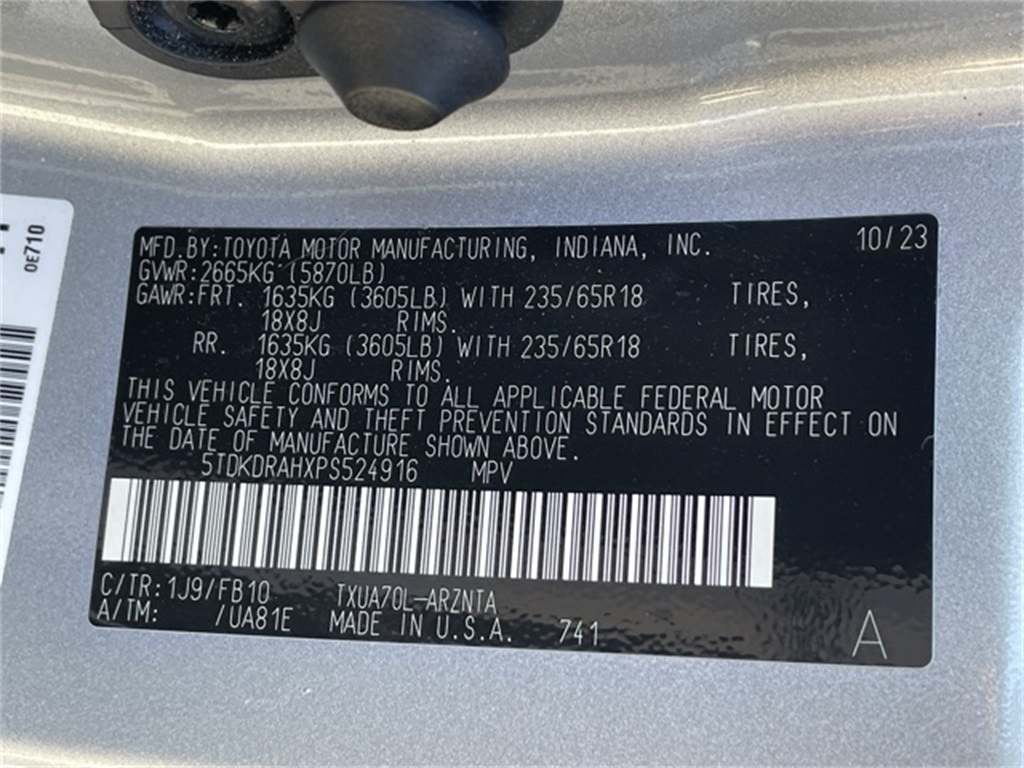 0E710
MFD.BY:TOYOTA MOTOR MANUFACTURING, INDIANA, INC. 10/23
GVWR:2665KG (5870LB)
GAWR:FRT. 1635KG (3605LB) WITH 235/65R18 TIRES,
18X8J RIMS.
RR. 1635KG (3605LB) WITH 235/65R18 TIRES,
18X8J RIMS.
THIS VEHICLE CONFORMS TO ALL APPLICABLE FEDERAL MOTOR
VEHICLE SAFETY AND THEFT PREVENTION STANDARDS IN EFFECT ON
THE DATE OF MANUFACTURE SHOWN ABOVE.
5TDKDRAHXPS524916 MPV
C/TR:1J9/FB10 TXUA70L-ARZNTA
A/TM: /UA81E MADE IN U.S.A. 741
A